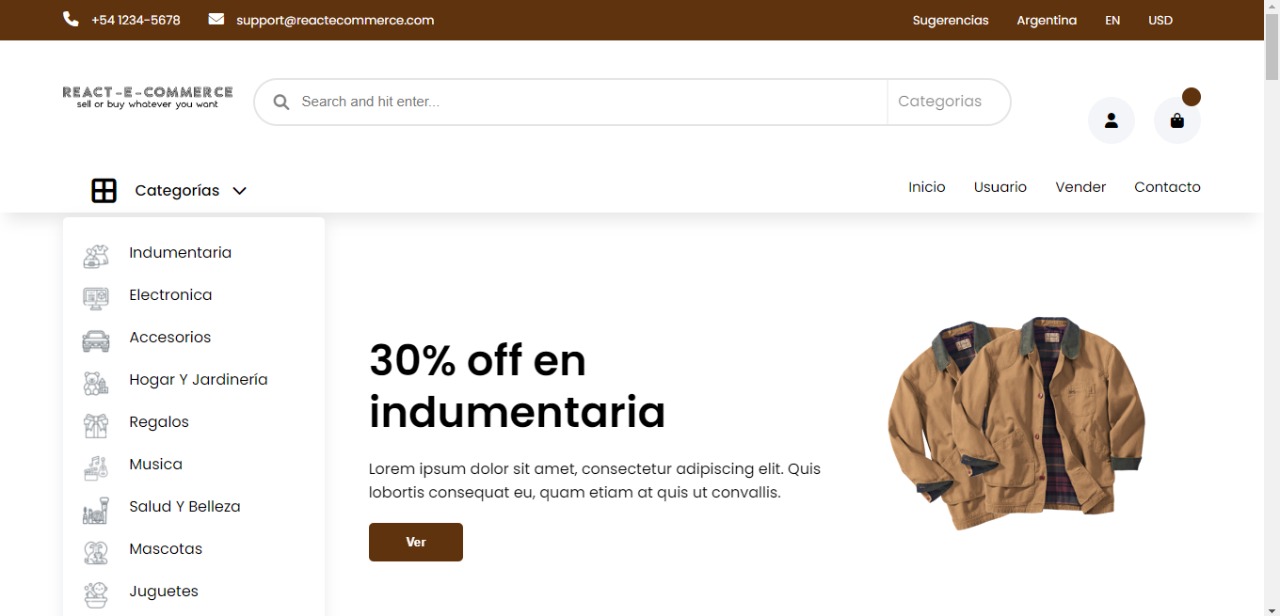 +54 1234-5678 support@reactecommerce.com Sugerencias Argentina EN USD
REACT-E-COMMERCE
sell or buy whatever you want
Search and hit enter... Categorias
Categorías Inicio Usuario Vender Contacto
Indumentaria
Electronica
Accesorios
Hogar Y Jardinería
Regalos
Musica
Salud Y Belleza
Mascotas
Juguetes
30% off en
indumentaria
Lorem ipsum dolor sit amet, consectetur adipiscing elit. Quis
lobortis consequat eu, quam etiam at quis ut convallis.
Ver